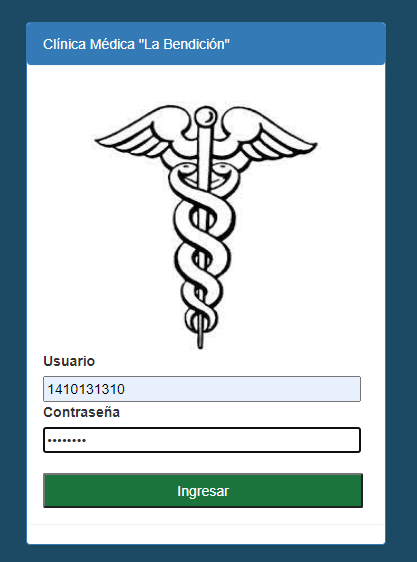 Clínica Médica "La Bendición"
Usuario
1410131310
Contraseña
••••••••
Ingresar